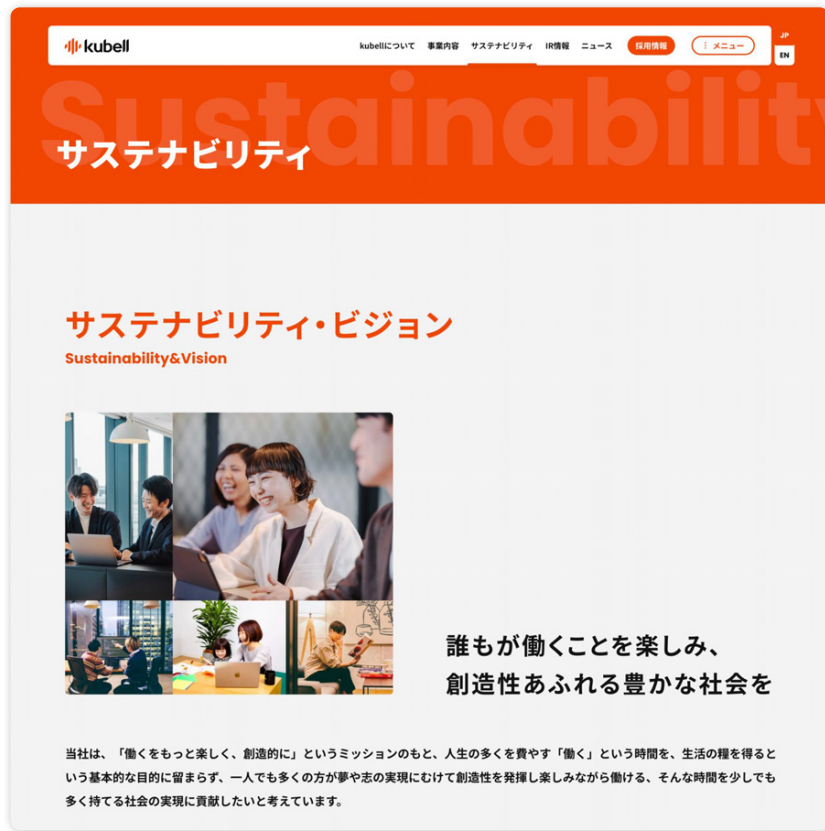 kubell
kubellについて 事業内容 サステナビリティ IR情報 ニュース 採用情報 メニュー
JP
EN
Sustainability
サステナビリティ
サステナビリティ・ビジョン
Sustainability&Vision
誰もが働くことを楽しみ、
創造性あふれる豊かな社会を
当社は、「働くをもっと楽しく、創造的に」というミッションのもと、人生の多くを費やす「働く」という時間を、生活の糧を得ると
いう基本的な目的に留まらず、一人でも多くの方が夢や志の実現にむけて創造性を発揮し楽しみながら働ける、そんな時間を少しでも
多く持てる社会の実現に貢献したいと考えています。